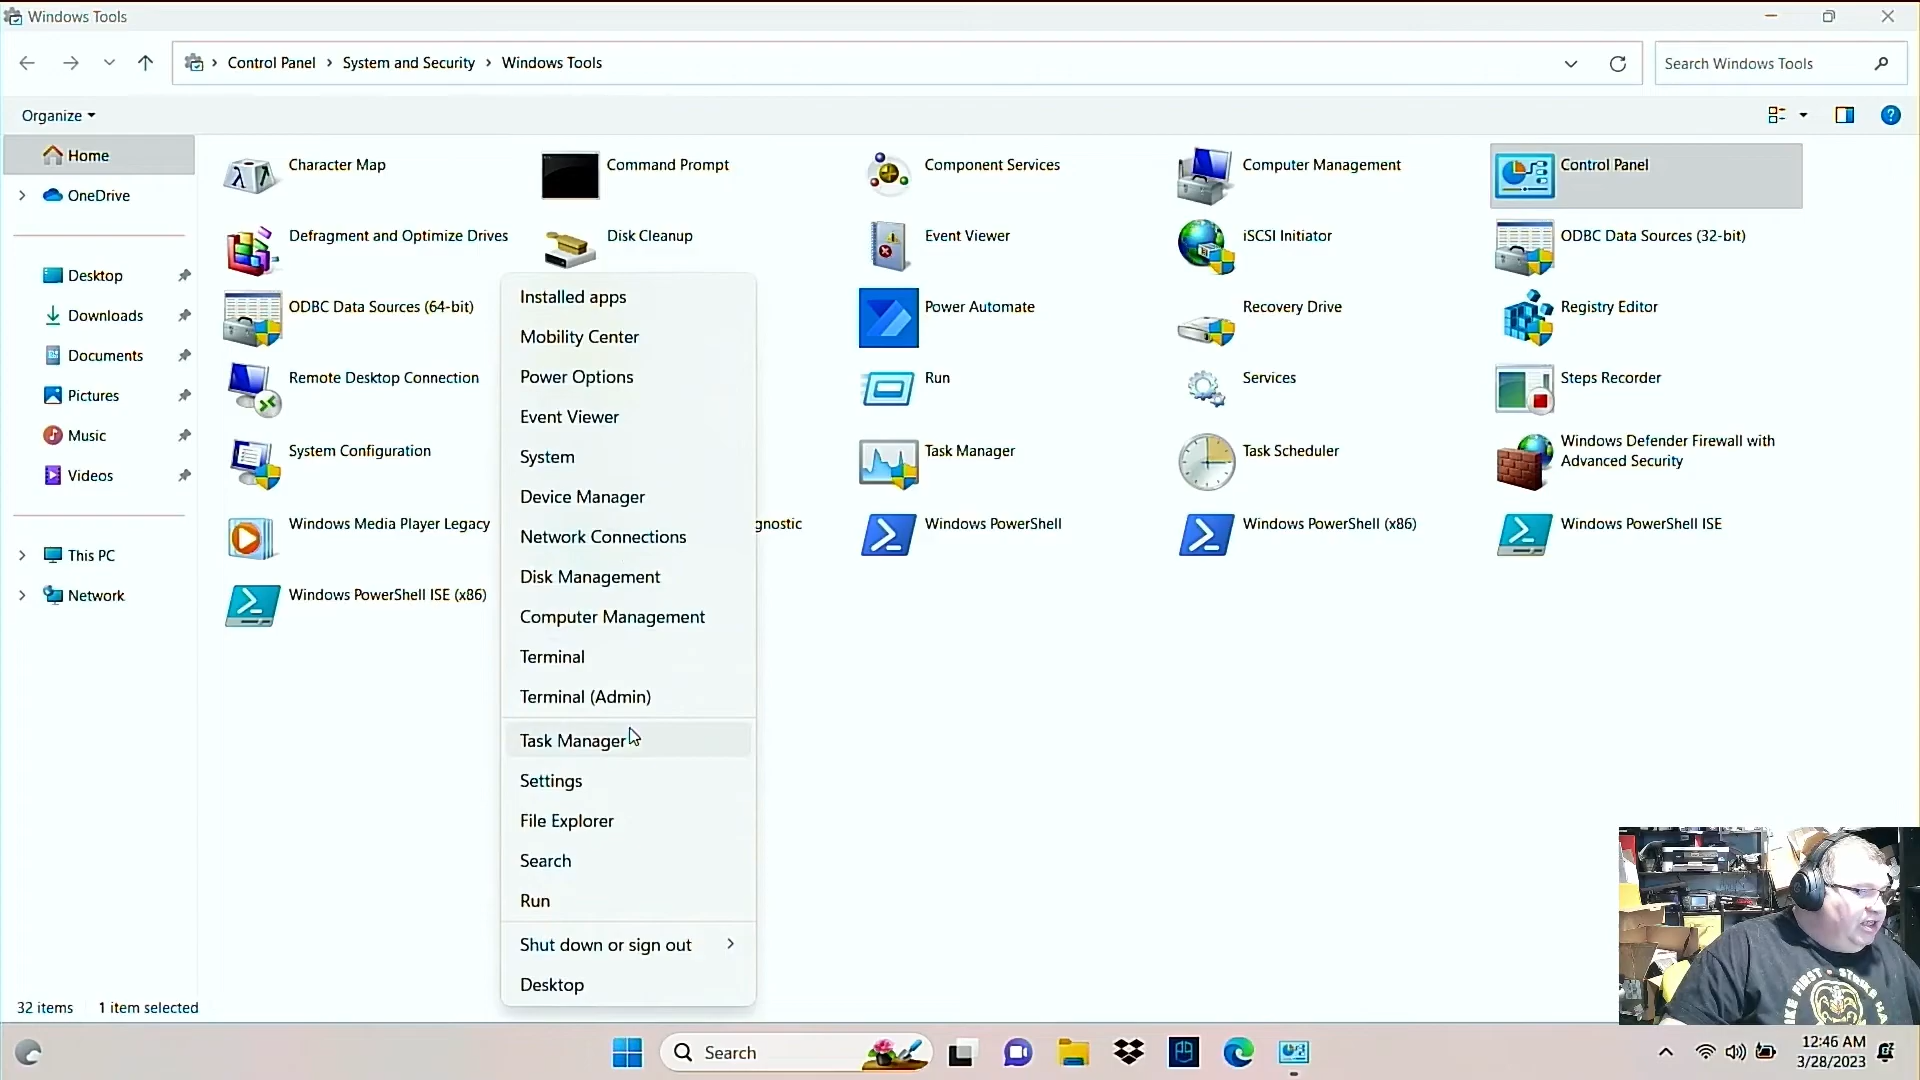 Windows Tools
Control Panel > System and Security > Windows Tools
Search Windows Tools
Organize
Home
OneDrive
Desktop
Downloads
Documents
Pictures
Music
Videos
This PC
Network
Character Map
Command Prompt
Component Services
Computer Management
Control Panel
Defragment and Optimize Drives
Disk Cleanup
Event Viewer
iSCSI Initiator
ODBC Data Sources (32-bit)
ODBC Data Sources (64-bit)
Power Automate
Recovery Drive
Registry Editor
Remote Desktop Connection
Run
Services
Steps Recorder
System Configuration
Task Manager
Task Scheduler
Windows Defender Firewall with
Advanced Security
Windows Media Player Legacy
gnostic
Windows PowerShell
Windows PowerShell (x86)
Windows PowerShell ISE
Windows PowerShell ISE (x86)
Installed apps
Mobility Center
Power Options
Event Viewer
System
Device Manager
Network Connections
Disk Management
Computer Management
Terminal
Terminal (Admin)
Task Manager
Settings
File Explorer
Search
Run
Shut down or sign out
Desktop
32 items
1 item selected
Search
12:46 AM
3/28/2023